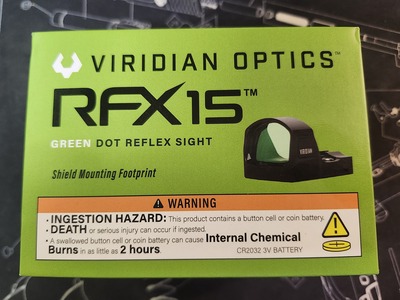 VIRIDIAN OPTICS™
RFX15™
GREEN DOT REFLEX SIGHT
VIRIDIAN
Shield Mounting Footprint
⚠ WARNING
• INGESTION HAZARD: This product contains a button cell or coin battery.
• DEATH or serious injury can occur if ingested.
• A swallowed button cell or coin battery can cause Internal Chemical
Burns in as little as 2 hours.
CR2032 3V BATTERY